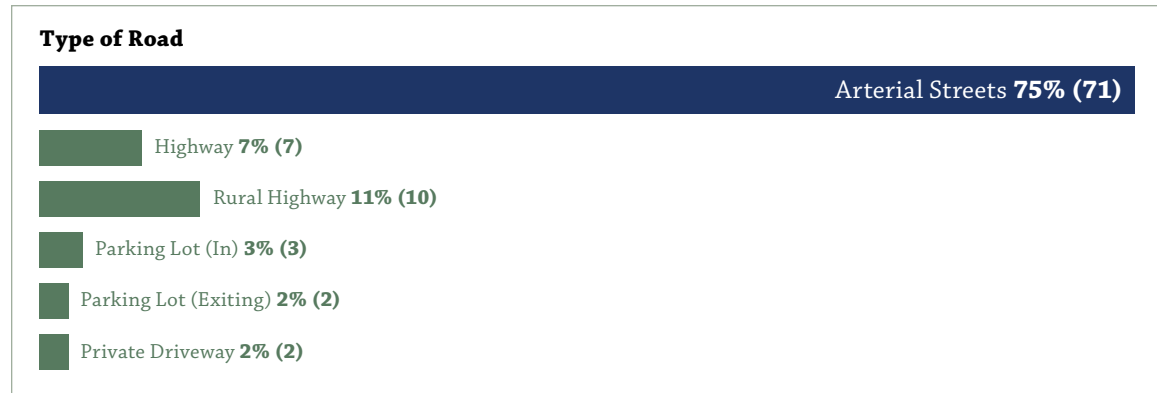 Type of Road
Arterial Streets 75% (71)
Highway 7% (7)
Rural Highway 11% (10)
Parking Lot (In) 3% (3)
Parking Lot (Exiting) 2% (2)
Private Driveway 2% (2)